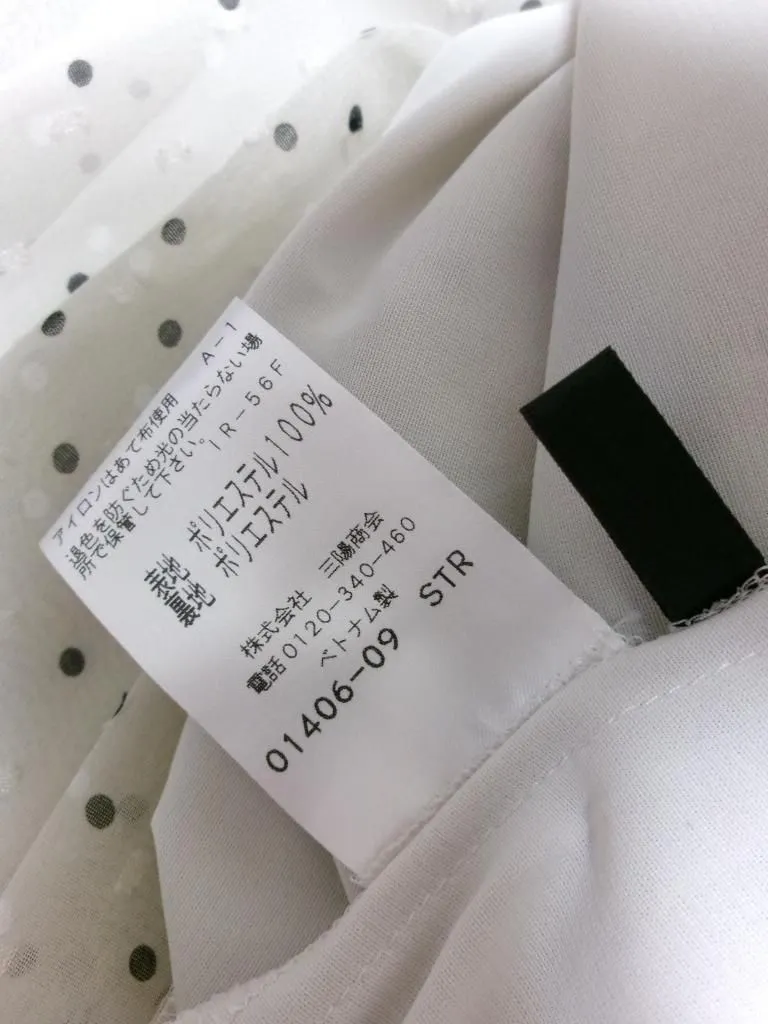 A-1
アイロンはあて布使用
退色を防ぐため光の当たらない場
所で保管して下さい。 IR-56F
表地 ポリエステル100%
裏地 ポリエステル
株式会社 三陽商会
電話0120-340-460
ベトナム製
01406-09 STR